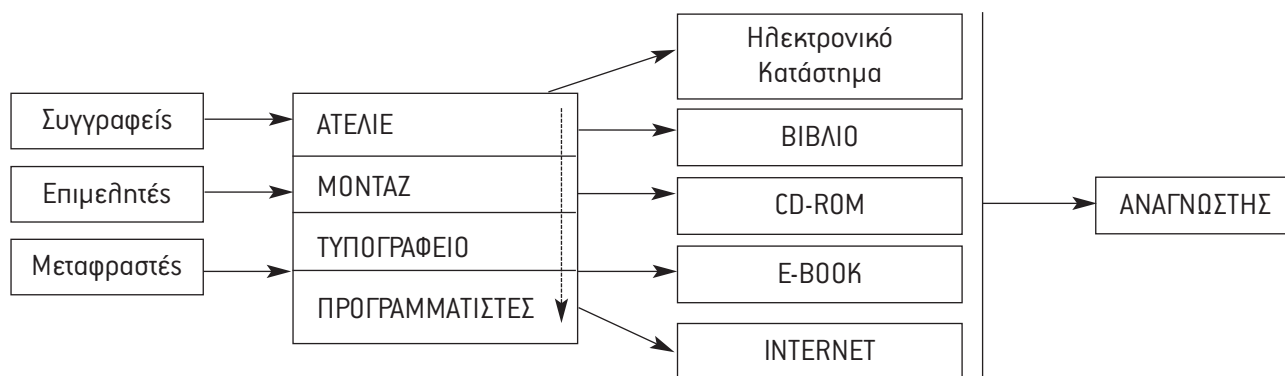 Συγγραφείς
Επιμελητές
Μεταφραστές
ΑΤΕΛΙΕ
ΜΟΝΤΑΖ
ΤΥΠΟΓΡΑΦΕΙΟ
ΠΡΟΓΡΑΜΜΑΤΙΣΤΕΣ
Ηλεκτρονικό
Κατάστημα
ΒΙΒΛΙΟ
CD-ROM
E-BOOK
INTERNET
ΑΝΑΓΝΩΣΤΗΣ